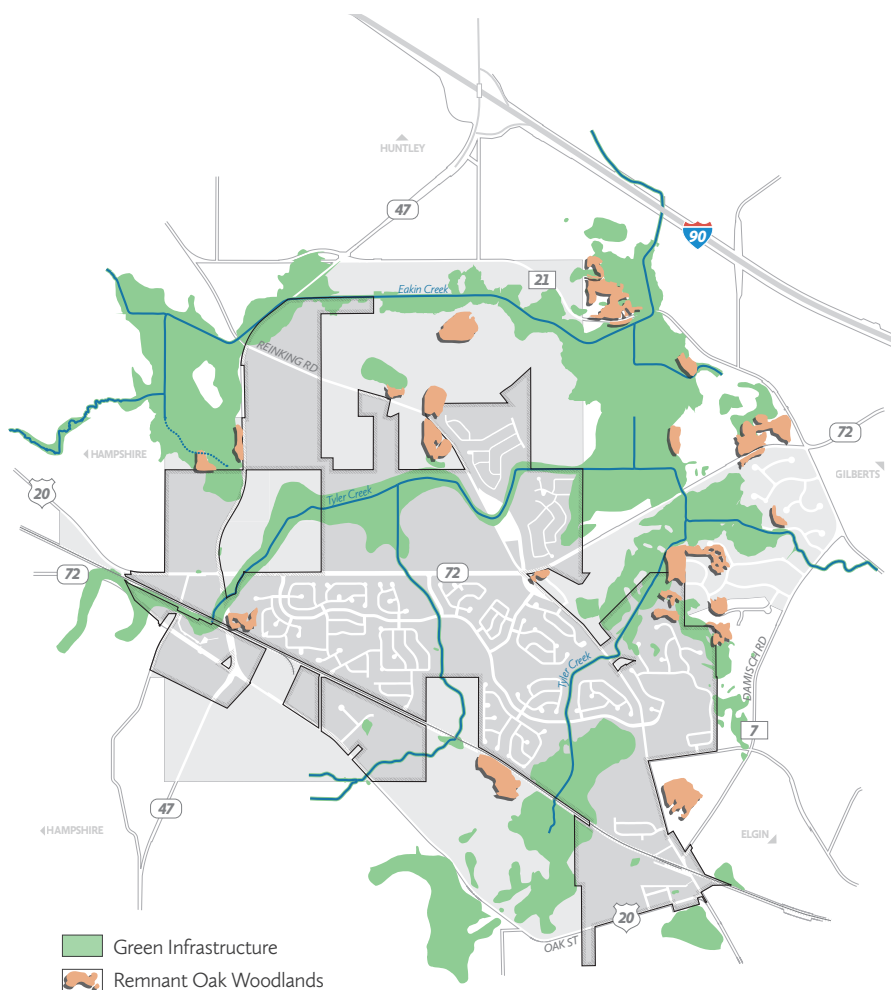 HUNTLEY
47
90
21
Eakin Creek
REINKING RD
72
HAMPSHIRE
GILBERTS
20
Tyler Creek
72
72
Tyler Creek
DAMISCH RD
7
47
HAMPSHIRE
ELGIN
20
OAK ST
Green Infrastructure
Remnant Oak Woodlands